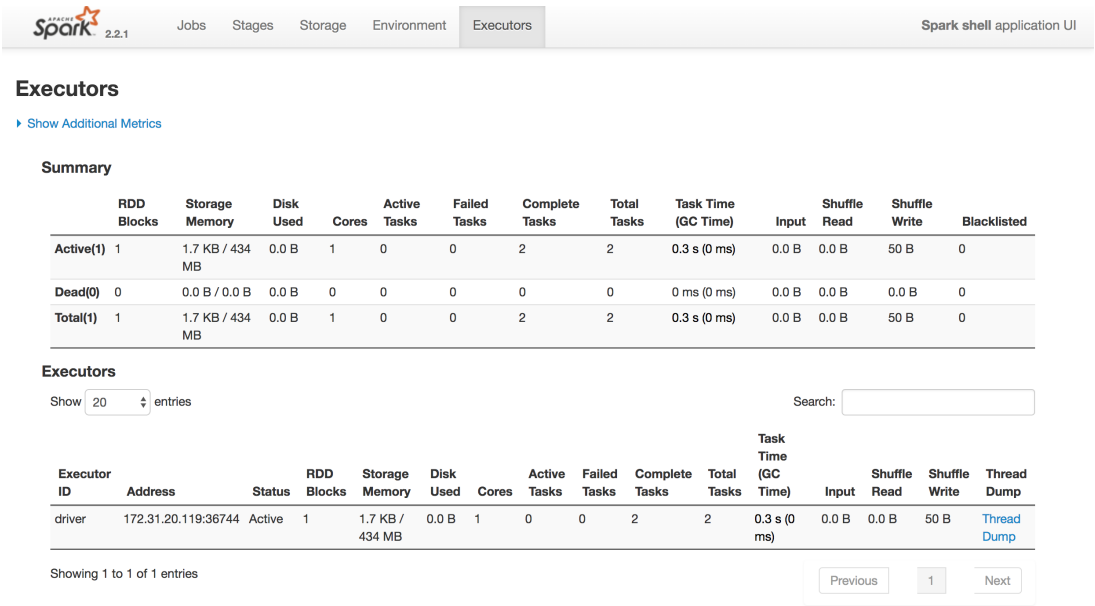 APACHE Spark 2.2.1 Jobs Stages Storage Environment Executors Spark shell application UI
Executors
Show Additional Metrics
Summary
RDD Blocks Storage Memory Disk Used Cores Active Tasks Failed Tasks Complete Tasks Total Tasks Task Time (GC Time) Input Shuffle Read Shuffle Write Blacklisted
Active(1) 1 1.7 KB / 434 MB 0.0 B 1 0 0 2 2 0.3 s (0 ms) 0.0 B 0.0 B 50 B 0
Dead(0) 0 0.0 B / 0.0 B 0.0 B 0 0 0 0 0 0 ms (0 ms) 0.0 B 0.0 B 0.0 B 0
Total(1) 1 1.7 KB / 434 MB 0.0 B 1 0 0 2 2 0.3 s (0 ms) 0.0 B 0.0 B 50 B 0
Executors
Show 20 entries Search:
Executor ID Address Status RDD Blocks Storage Memory Disk Used Cores Active Tasks Failed Tasks Complete Tasks Total Tasks Task Time (GC Time) Input Shuffle Read Shuffle Write Thread Dump
driver 172.31.20.119:36744 Active 1 1.7 KB / 434 MB 0.0 B 1 0 0 2 2 0.3 s (0 ms) 0.0 B 0.0 B 50 B Thread Dump
Showing 1 to 1 of 1 entries Previous 1 Next